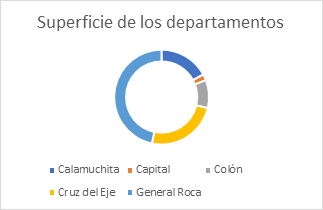 Superficie de los departamentos
Calamuchita Capital Colón
Cruz del Eje General Roca